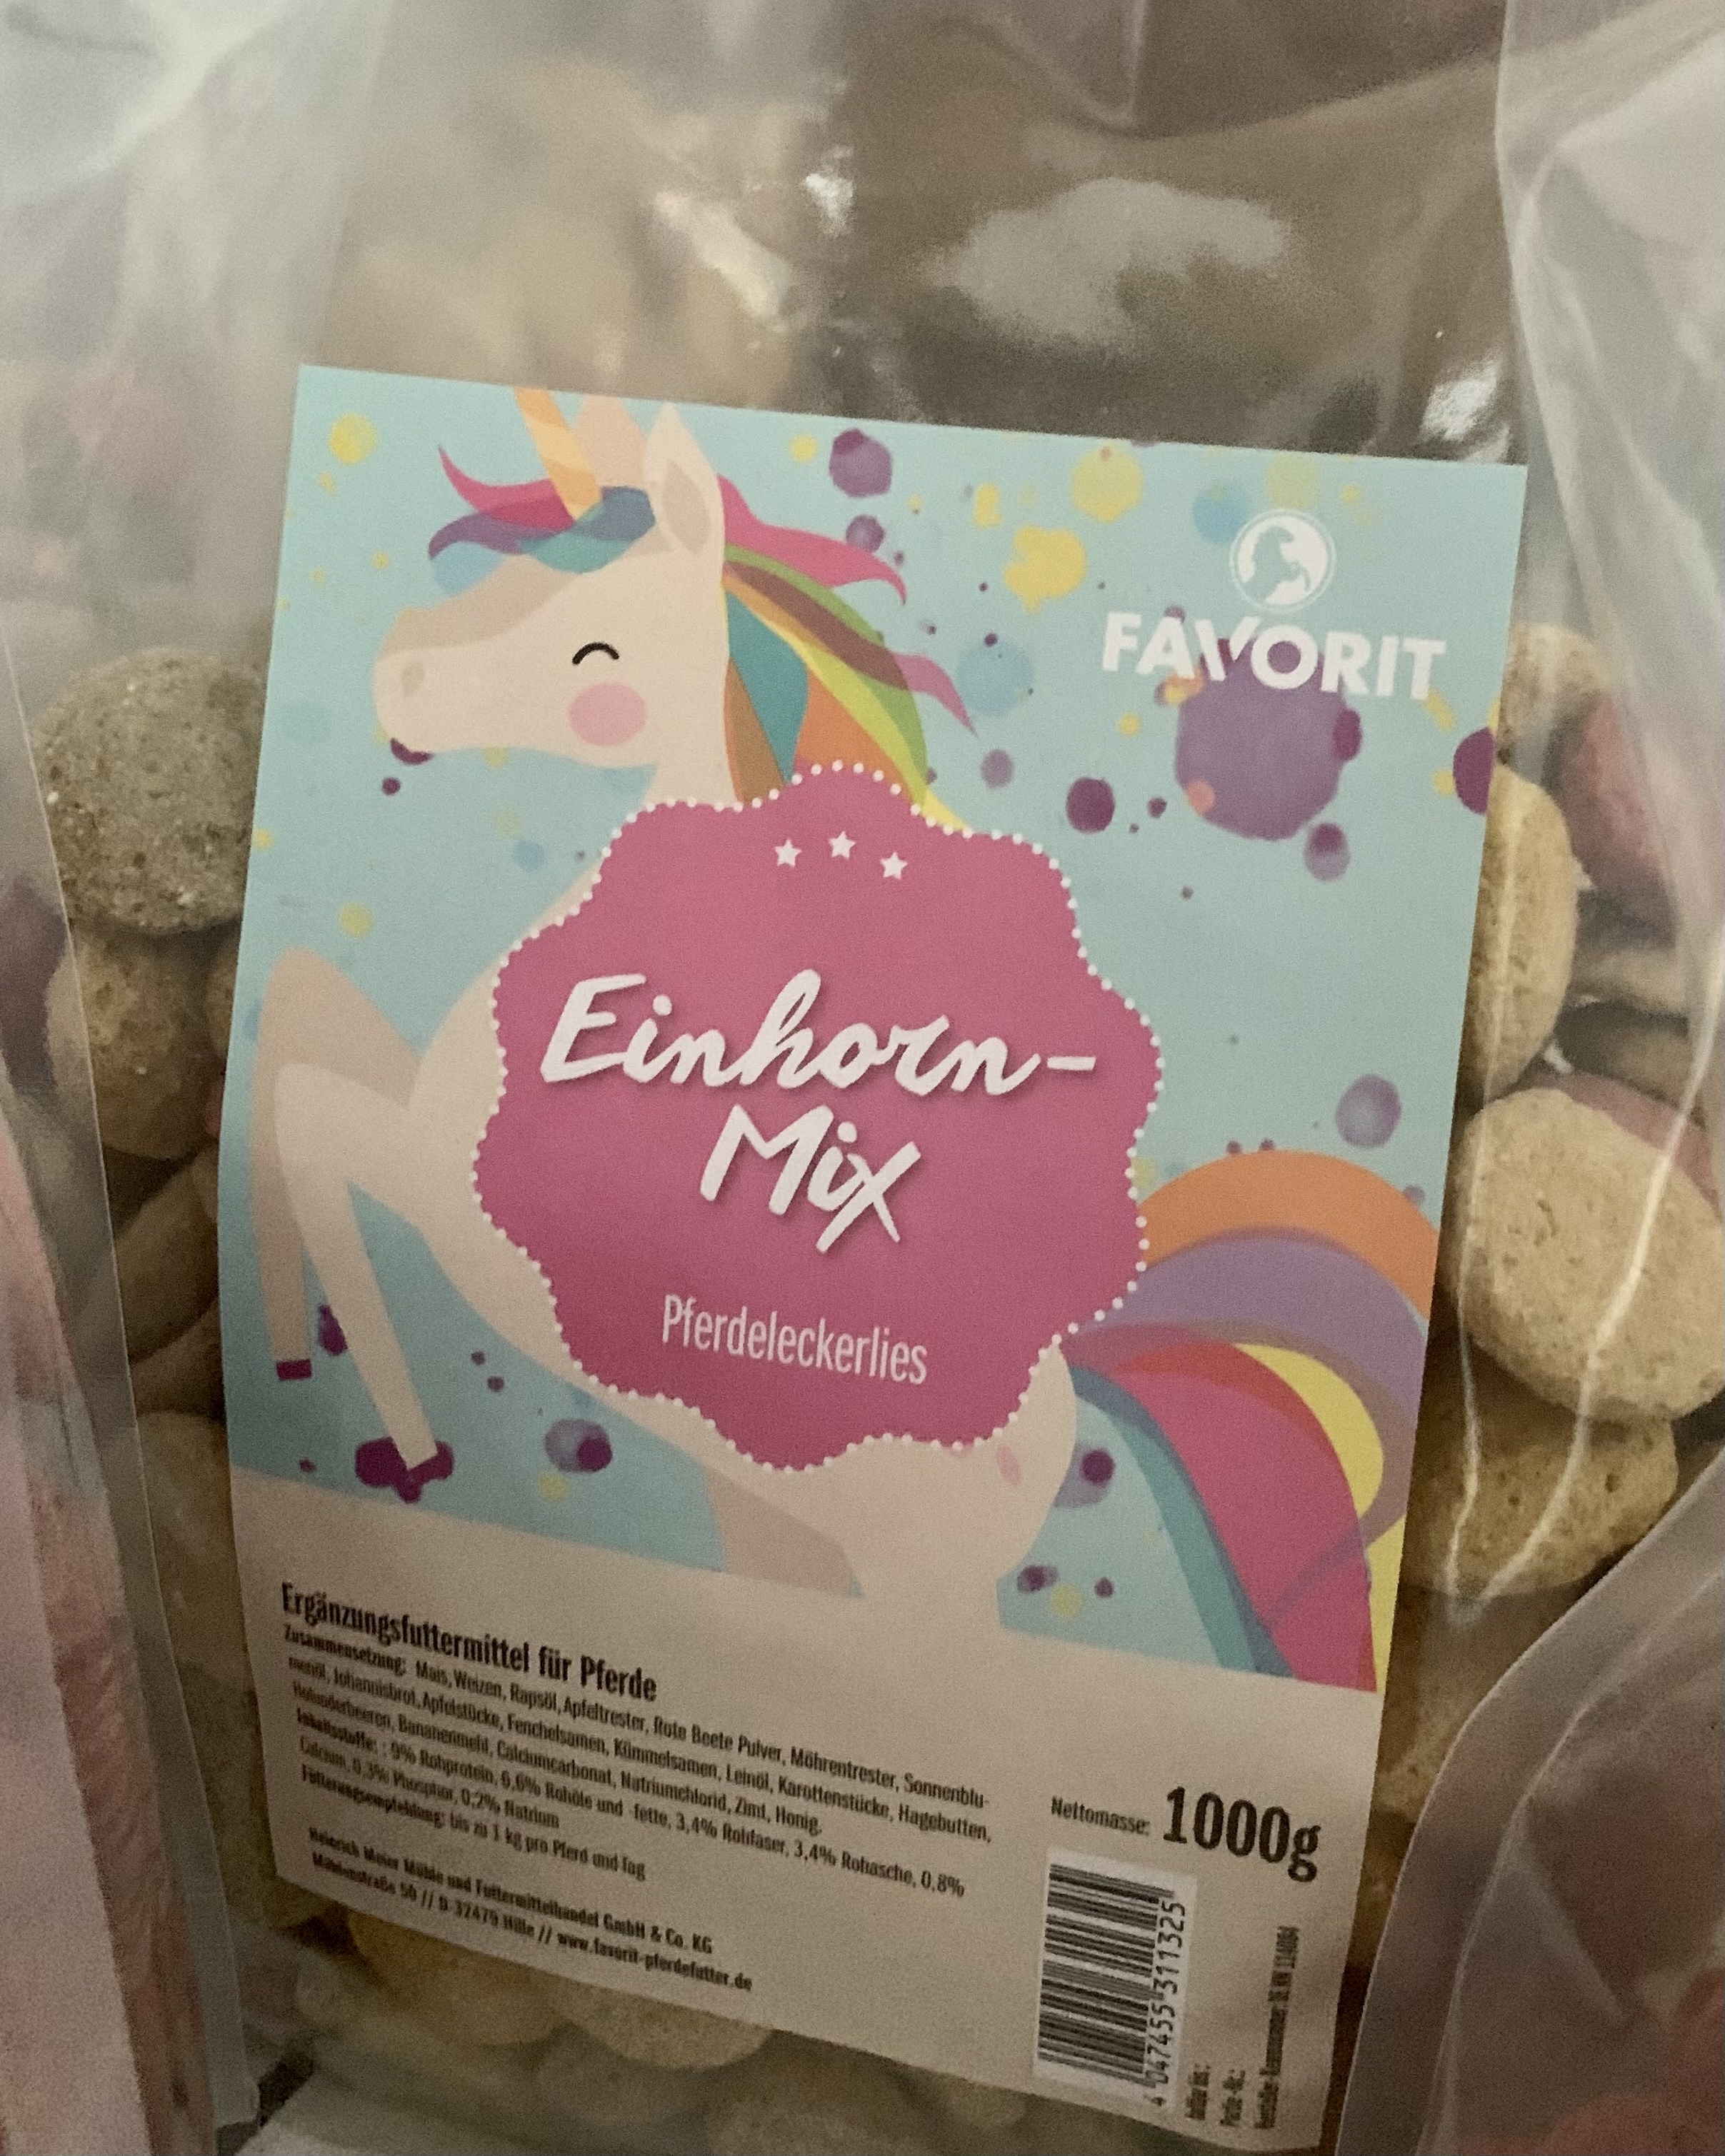 FAVORIT
Einhorn-
Mix
Pferdeleckerlies
Ergänzungsfuttermittel für Pferde
Zusammensetzung: Mais, Weizen, Rapsöl, Apfeltrester, Rote Beete Pulver, Möhrentrester, Sonnenblu-
menöl, Johannisbrot, Apfelstücke, Fenchelsamen, Kümmelsamen, Leinöl, Karottenstücke, Hagebutten,
Holunderbeeren, Bananenmehl, Calciumcarbonat, Natriumchlorid, Zimt, Honig.
Inhaltsstoffe: : 9% Rohprotein, 6,6% Rohöle und -fette, 3,4% Rohfaser, 3,4% Rohasche, 0,8%
Calcium, 0,3% Phosphor, 0,2% Natrium
Fütterungsempfehlung: bis zu 1 kg pro Pferd und Tag
Heinrich Meier Mühle und Futtermittelhandel GmbH & Co. KG
Mühlenstraße 50 // D-32479 Hille // www.favorit-pferdefutter.de
Nettomasse: 1000g
4 047455 311325
Partie-Nr.: